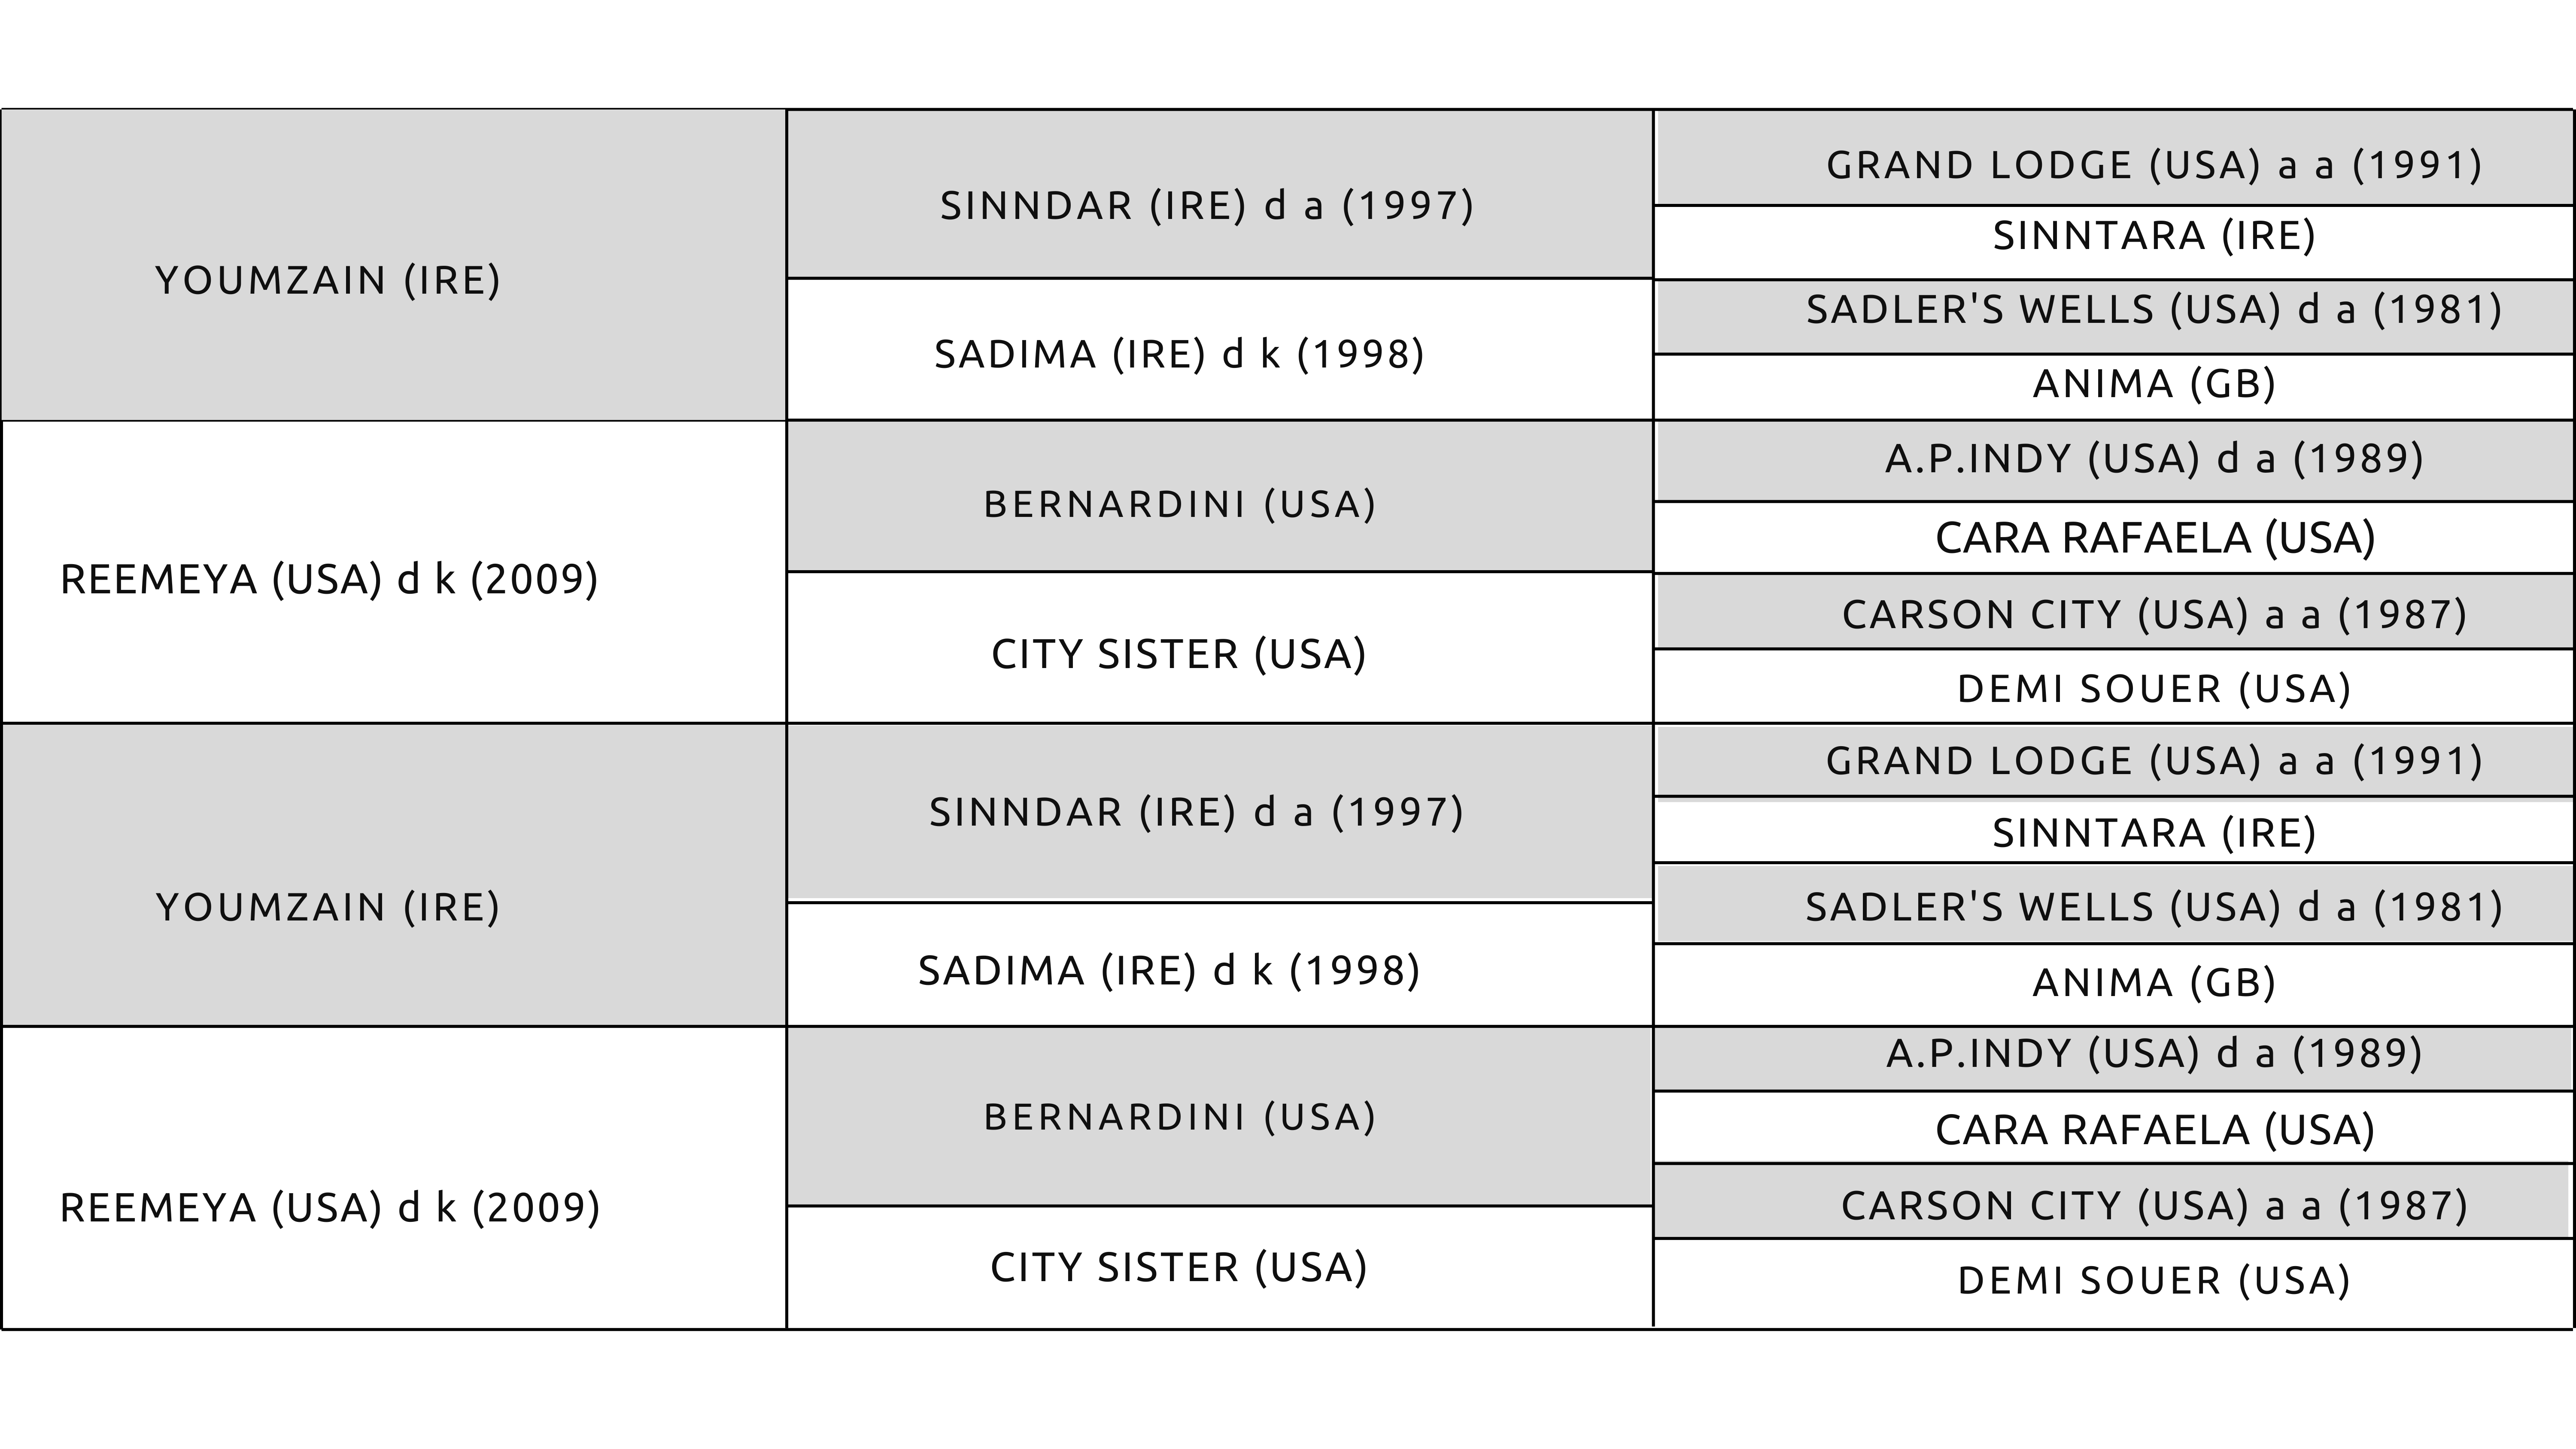 YOUMZAIN (IRE)
SINNDAR (IRE) d a (1997)
GRAND LODGE (USA) a a (1991)
SINNTARA (IRE)
SADIMA (IRE) d k (1998)
SADLER'S WELLS (USA) d a (1981)
ANIMA (GB)
REEMEYA (USA) d k (2009)
BERNARDINI (USA)
A.P.INDY (USA) d a (1989)
CARA RAFAELA (USA)
CITY SISTER (USA)
CARSON CITY (USA) a a (1987)
DEMI SOUER (USA)
YOUMZAIN (IRE)
SINNDAR (IRE) d a (1997)
GRAND LODGE (USA) a a (1991)
SINNTARA (IRE)
SADIMA (IRE) d k (1998)
SADLER'S WELLS (USA) d a (1981)
ANIMA (GB)
REEMEYA (USA) d k (2009)
BERNARDINI (USA)
A.P.INDY (USA) d a (1989)
CARA RAFAELA (USA)
CITY SISTER (USA)
CARSON CITY (USA) a a (1987)
DEMI SOUER (USA)